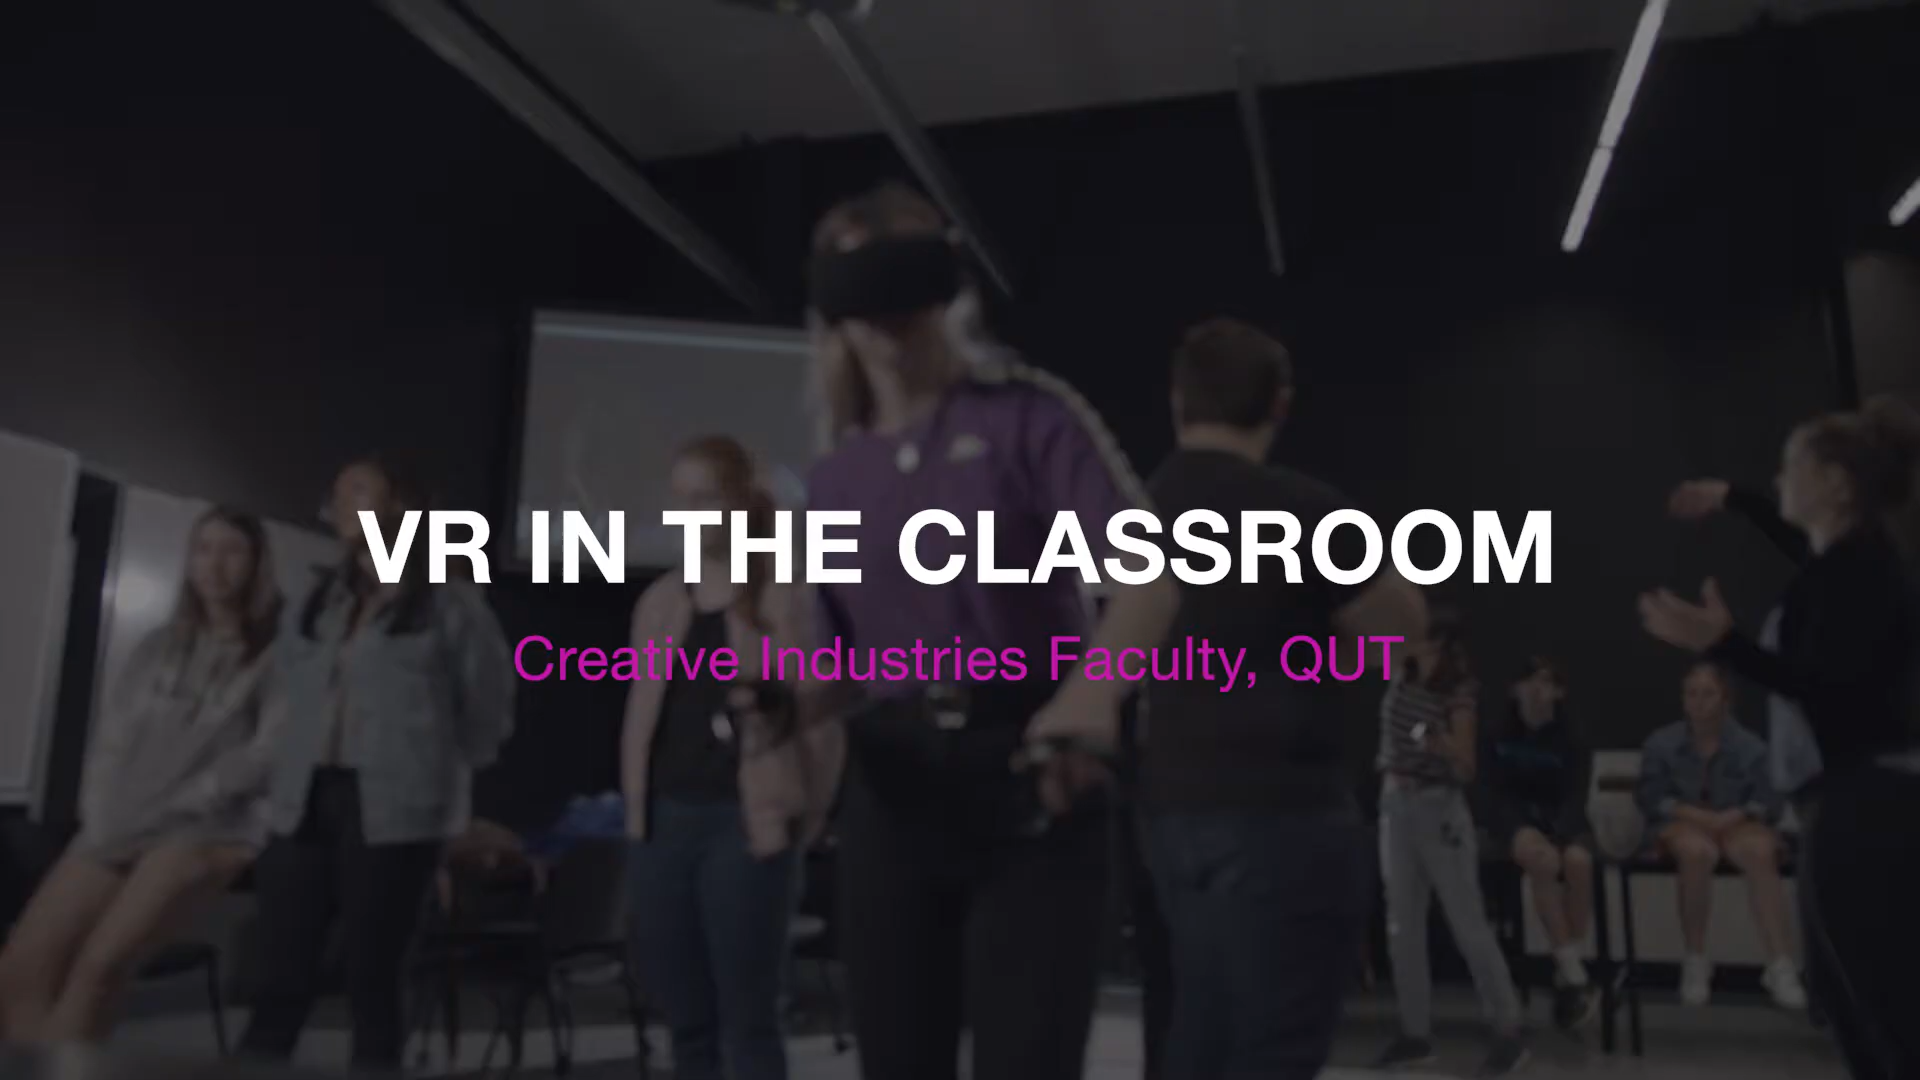 VR IN THE CLASSROOM
Creative Industries Faculty, QUT